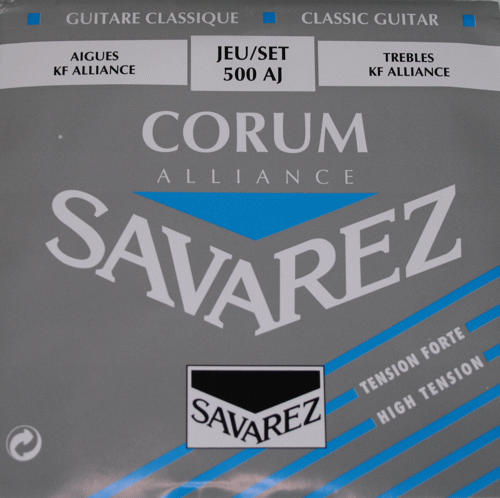 GUITARE CLASSIQUE CLASSIC GUITAR
AIGUES
KF ALLIANCE
JEU/SET
500 AJ
TREBLES
KF ALLIANCE
CORUM
ALLIANCE
SAVAREZ
TENSION FORTE
HIGH TENSION
SAVAREZ